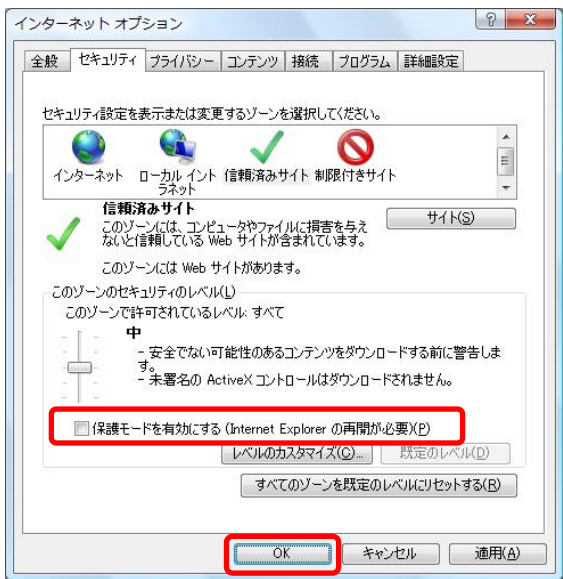 インターネット オプション
全般 セキュリティ プライバシー コンテンツ 接続 プログラム 詳細設定
セキュリティ設定を表示または変更するゾーンを選択してください。
インターネット ローカル イントラネット 信頼済みサイト 制限付きサイト
信頼済みサイト
サイト(S)
このゾーンには、コンピュータやファイルに損害を与え
ないと信頼している Web サイトが含まれています。
このゾーンには Web サイトがあります。
このゾーンのセキュリティのレベル(L)
このゾーンで許可されているレベル: すべて
中
- 安全でない可能性のあるコンテンツをダウンロードする前に警告しま
す。
- 未署名の ActiveX コントロールはダウンロードされません。
保護モードを有効にする (Internet Explorer の再開が必要)(P)
レベルのカスタマイズ(C)... 既定のレベル(D)
すべてのゾーンを既定のレベルにリセットする(R)
OK キャンセル 適用(A)